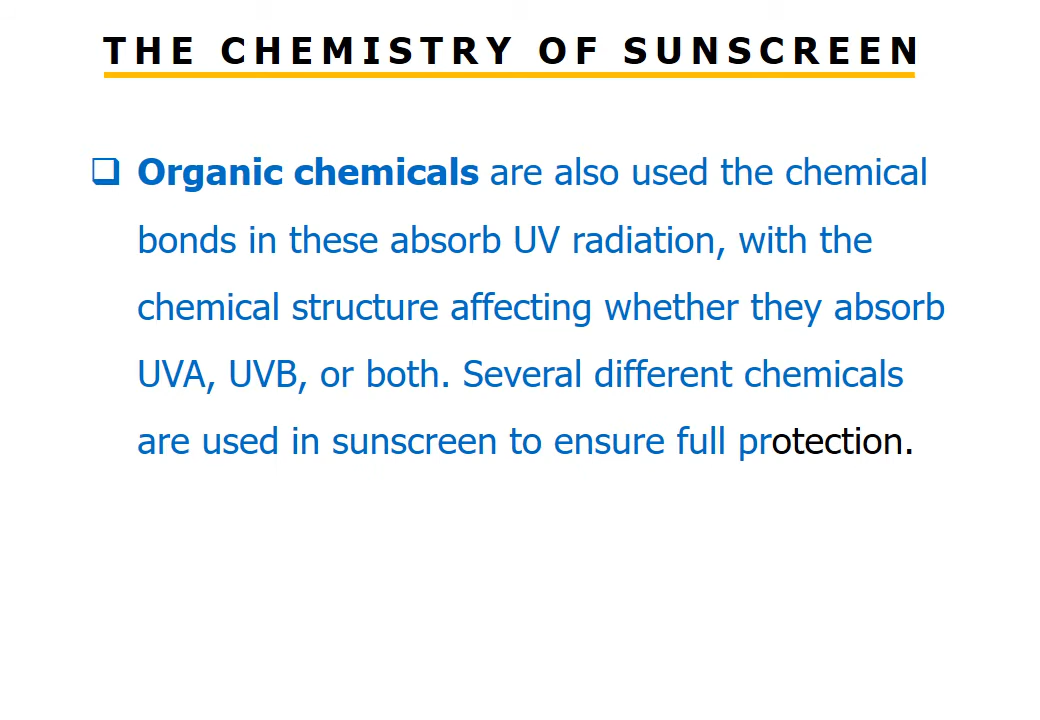 THE CHEMISTRY OF SUNSCREEN
❑ Organic chemicals are also used the chemical
bonds in these absorb UV radiation, with the
chemical structure affecting whether they absorb
UVA, UVB, or both. Several different chemicals
are used in sunscreen to ensure full protection.